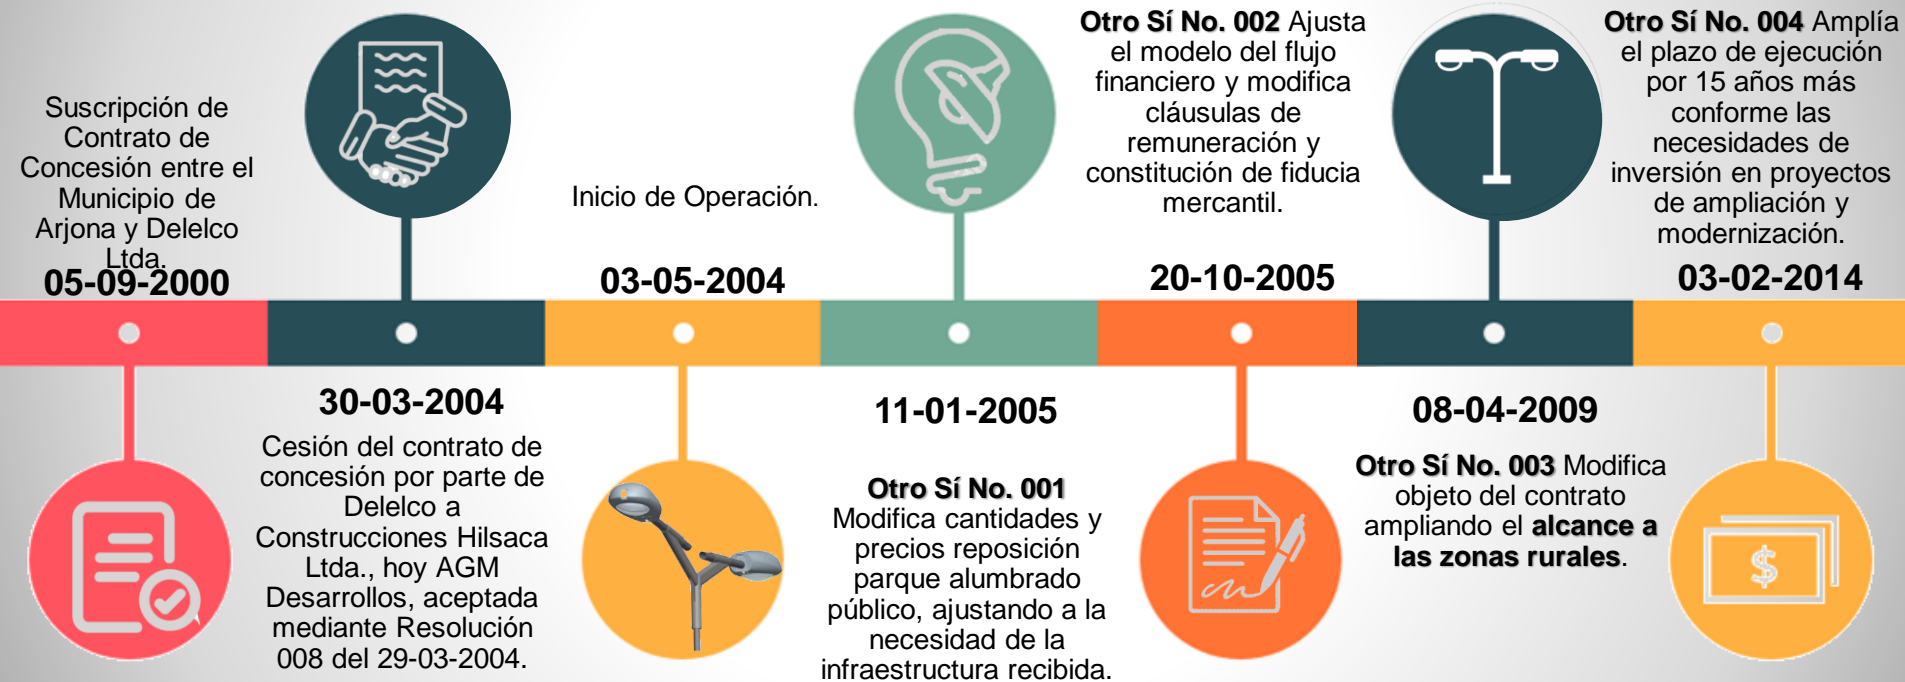 Suscripción de
Contrato de
Concesión entre el
Municipio de
Arjona y Delelco
Ltda.
05-09-2000
30-03-2004
Cesión del contrato de
concesión por parte de
Delelco a
Construcciones Hilsaca
Ltda., hoy AGM
Desarrollos, aceptada
mediante Resolución
008 del 29-03-2004.
Inicio de Operación.
03-05-2004
11-01-2005
Otro Sí No. 001
Modifica cantidades y
precios reposición
parque alumbrado
público, ajustando a la
necesidad de la
infraestructura recibida.
Otro Sí No. 002 Ajusta
el modelo del flujo
financiero y modifica
cláusulas de
remuneración y
constitución de fiducia
mercantil.
20-10-2005
08-04-2009
Otro Sí No. 003 Modifica
objeto del contrato
ampliando el alcance a
las zonas rurales.
Otro Sí No. 004 Amplía
el plazo de ejecución
por 15 años más
conforme las
necesidades de
inversión en proyectos
de ampliación y
modernización.
03-02-2014
$